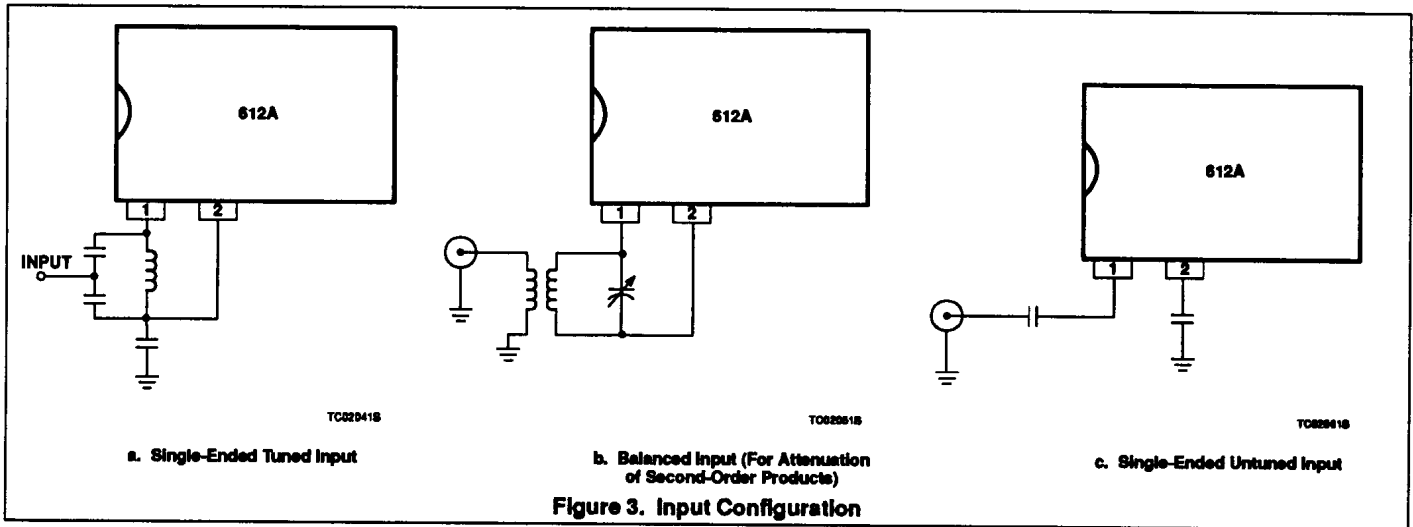 612A
1 2
INPUT
TC02041S
a. Single-Ended Tuned Input
612A
1 2
TC02051S
b. Balanced Input (For Attenuation
of Second-Order Products)
612A
1 2
c. Single-Ended Untuned Input
Figure 3. Input Configuration